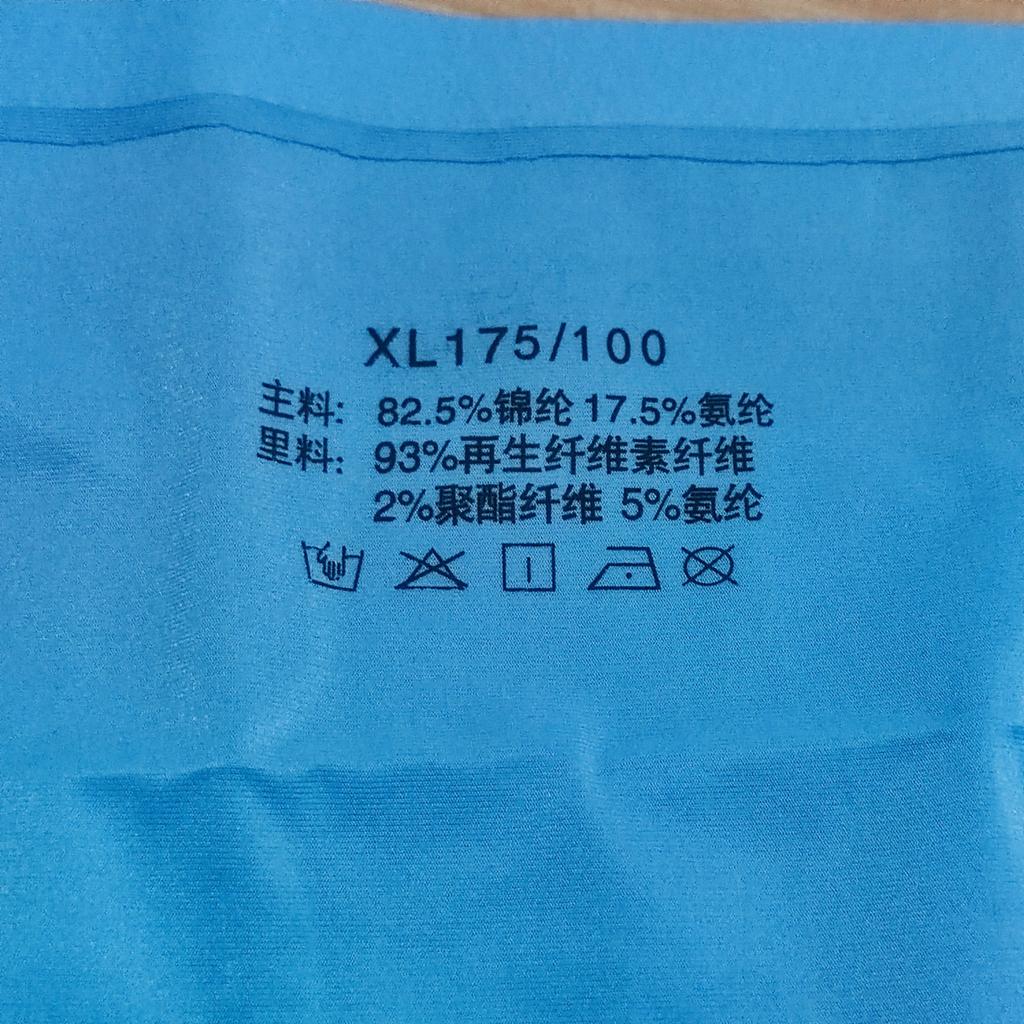 XL175/100
主料: 82.5%锦纶 17.5%氨纶
里料: 93%再生纤维素纤维
2%聚酯纤维 5%氨纶